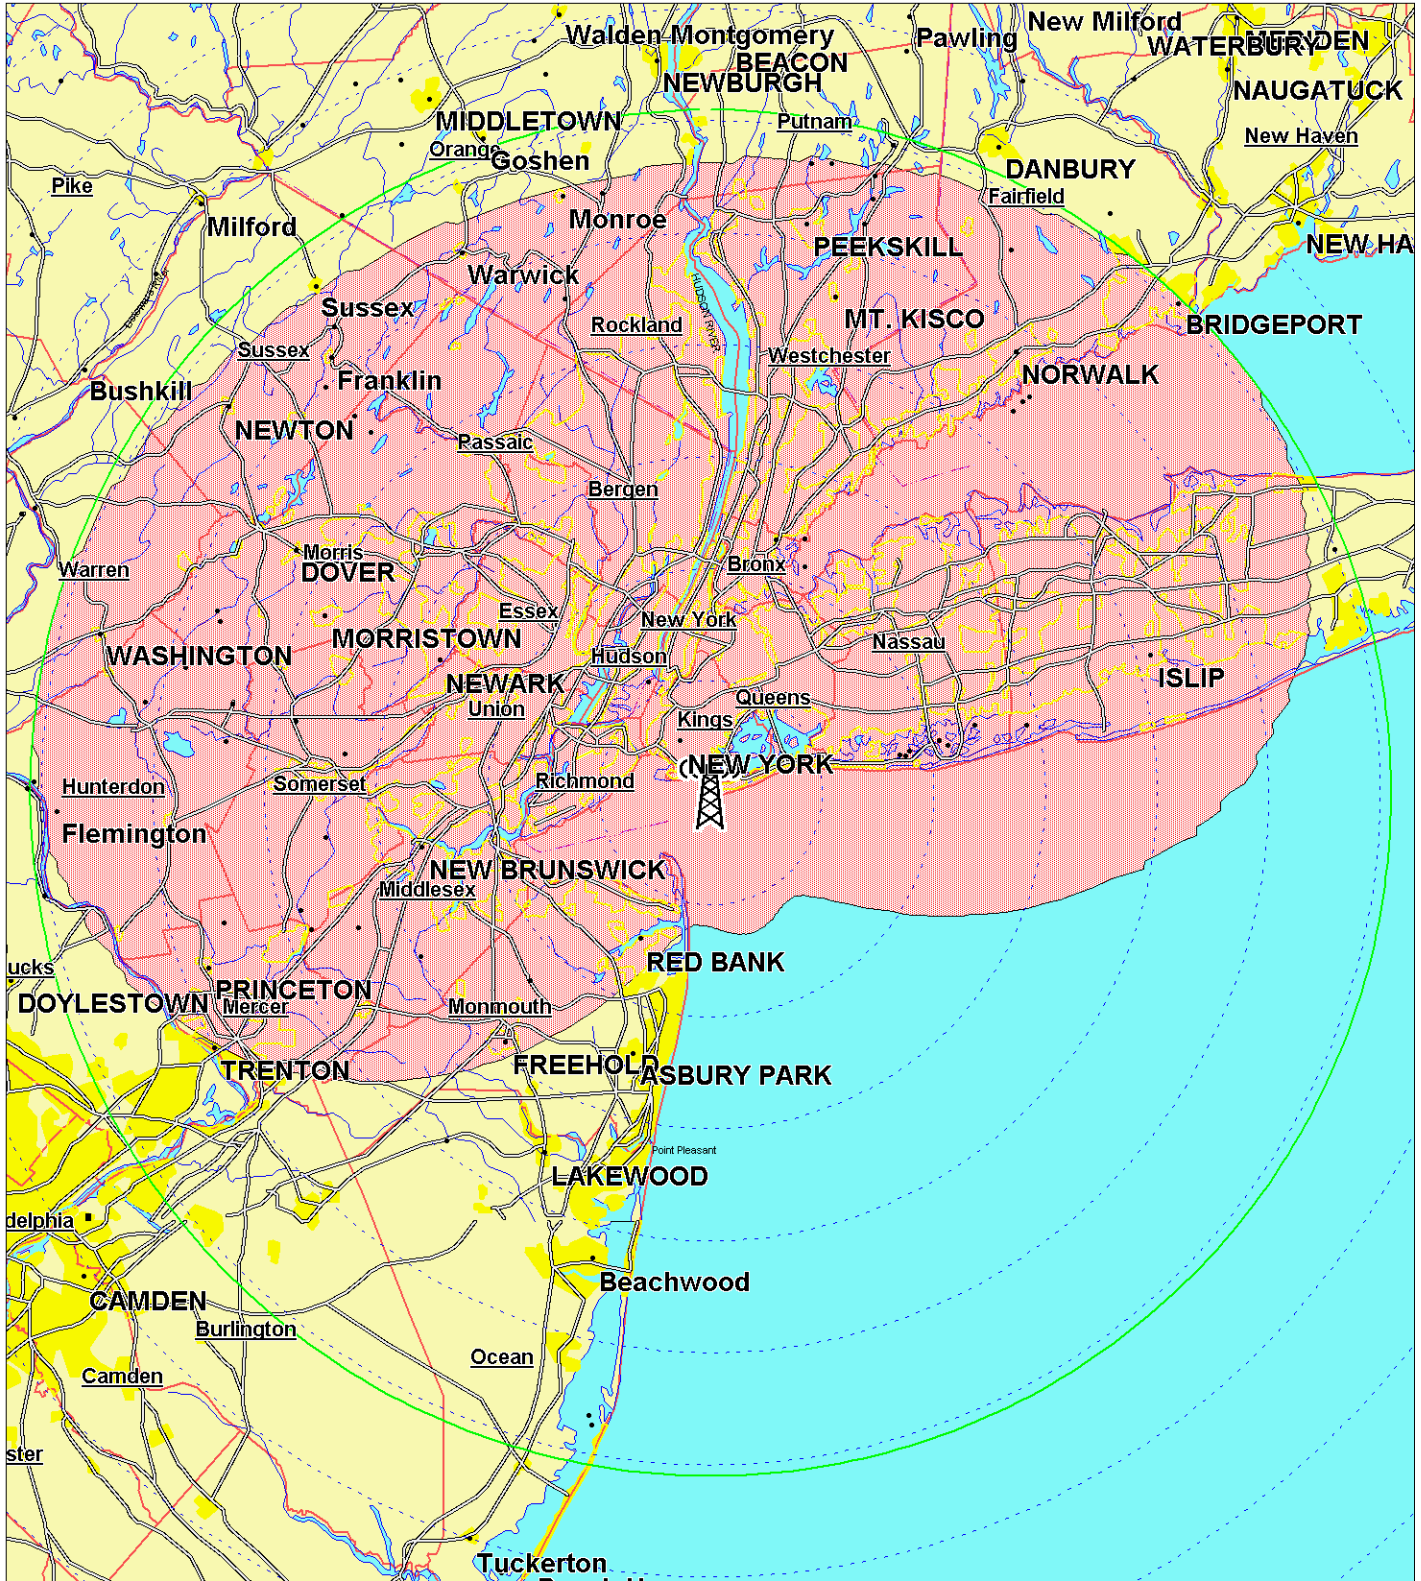 New Milford
Walden Montgomery
Pawling
WATERBURY
MERIDEN
BEACON
NEWBURGH
NAUGATUCK
MIDDLETOWN
Putnam
New Haven
Orange
Goshen
DANBURY
Pike
Fairfield
Milford
Monroe
PEEKSKILL
NEW HA
Warwick
HUDSON RIVER
Sussex
Rockland
MT. KISCO
BRIDGEPORT
Sussex
Westchester
Franklin
NORWALK
Bushkill
NEWTON
Passaic
Bergen
Morris
Warren
DOVER
Bronx
Essex
New York
MORRISTOWN
Nassau
WASHINGTON
Hudson
NEWARK
ISLIP
Queens
Union
Kings
NEW YORK
Richmond
Somerset
Hunterdon
Flemington
NEW BRUNSWICK
Middlesex
RED BANK
ucks
PRINCETON
DOYLESTOWN
Mercer
Monmouth
FREEHOLD
TRENTON
ASBURY PARK
Point Pleasant
LAKEWOOD
delphia
Beachwood
CAMDEN
Burlington
Ocean
Camden
ster
Tuckerton